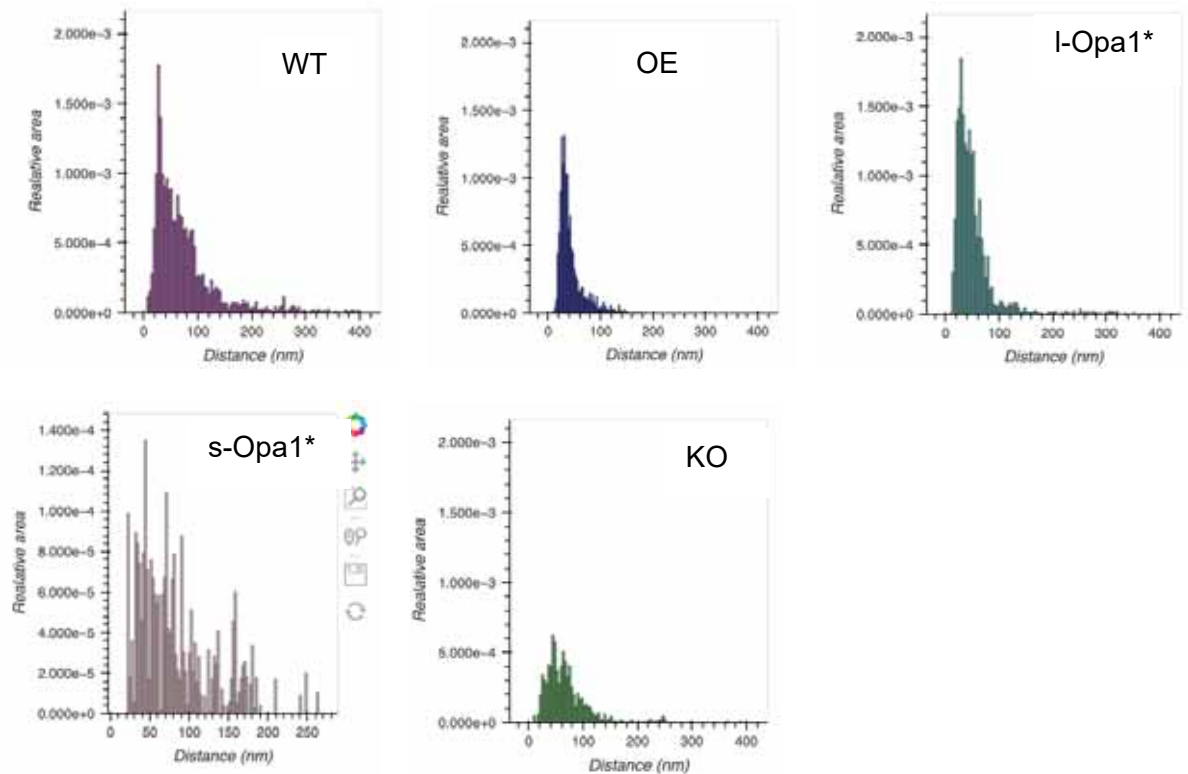 WT
2.000e−3
1.500e−3
1.000e−3
5.000e−4
0.000e+0
Realative area
0 100 200 300 400
Distance (nm)
OE
2.000e−3
1.500e−3
1.000e−3
5.000e−4
0.000e+0
Realative area
0 100 200 300 400
Distance (nm)
l-Opa1*
2.000e−3
1.500e−3
1.000e−3
5.000e−4
0.000e+0
Realative area
0 100 200 300 400
Distance (nm)
s-Opa1*
1.400e−4
1.200e−4
1.000e−4
8.000e−5
6.000e−5
4.000e−5
2.000e−5
0.000e+0
Realative area
0 50 100 150 200 250
Distance (nm)
KO
2.000e−3
1.500e−3
1.000e−3
5.000e−4
0.000e+0
Realative area
0 100 200 300 400
Distance (nm)